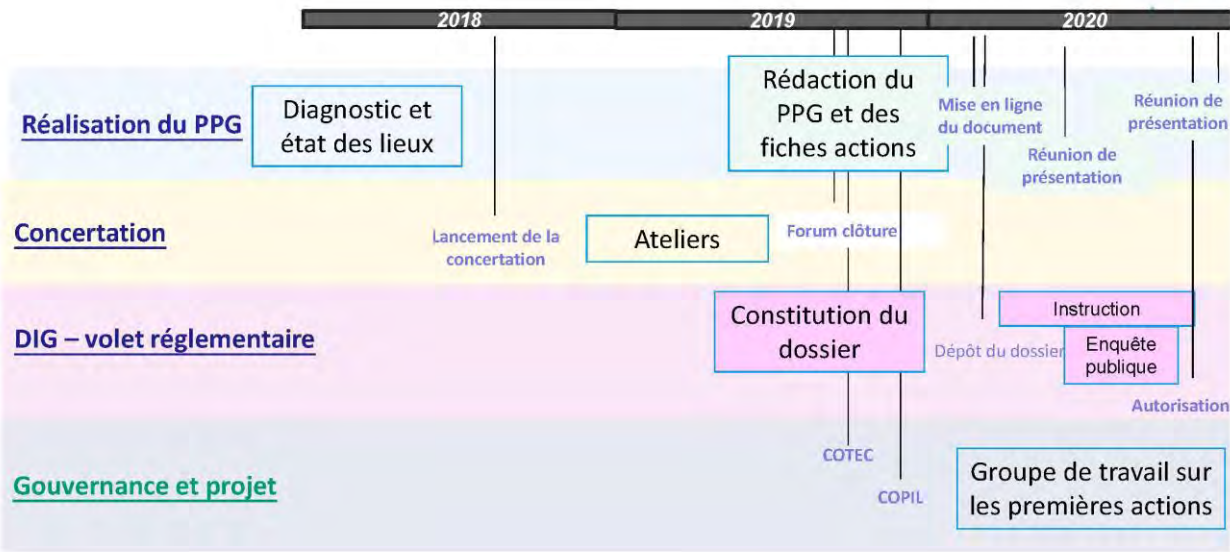 2018
2019
2020
Réalisation du PPG
Diagnostic et
état des lieux
Rédaction du
PPG et des
fiches actions
Mise en ligne
du document
Réunion de
présentation
Réunion de
présentation
Concertation
Lancement de la
concertation
Ateliers
Forum clôture
DIG – volet réglementaire
Constitution du
dossier
Dépôt du dossier
Instruction
Enquête
publique
Autorisation
Gouvernance et projet
COTEC
COPIL
Groupe de travail sur
les premières actions